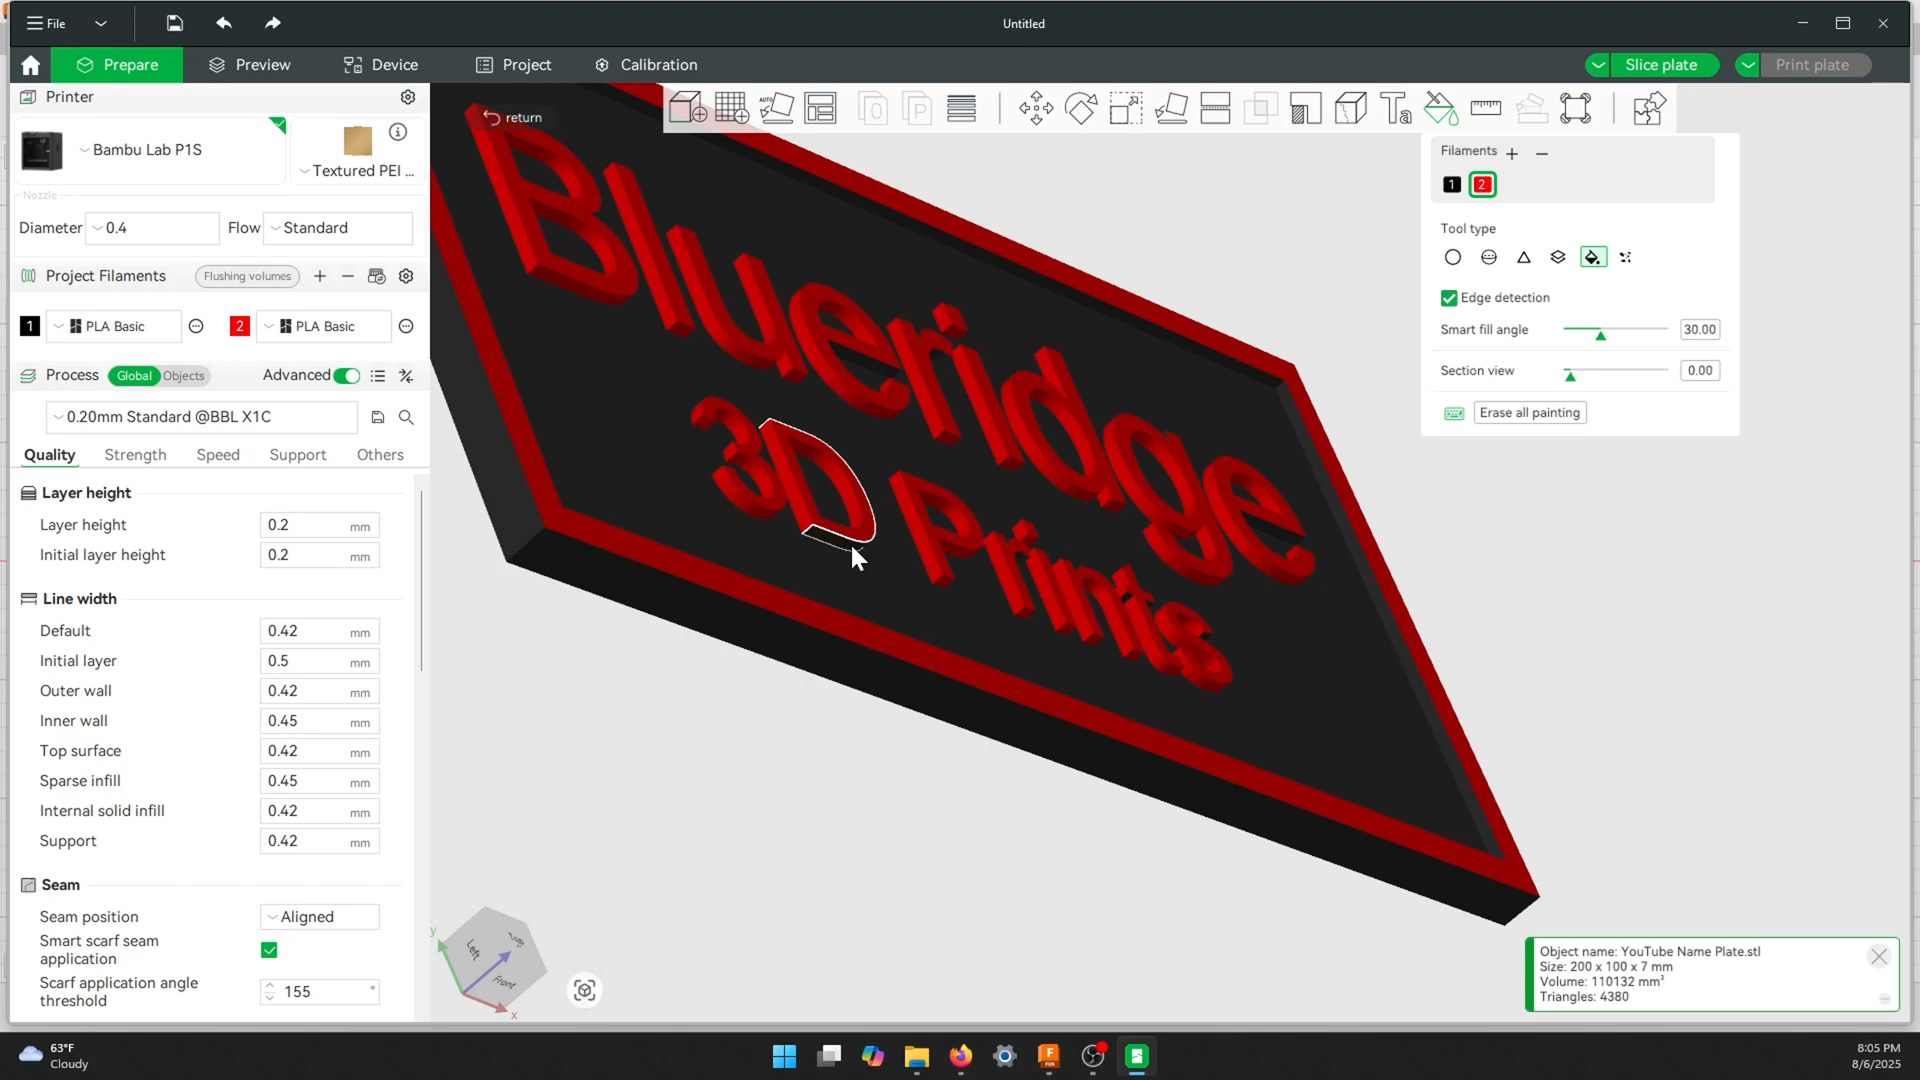 File
Untitled
Prepare
Preview
Device
Project
Calibration
Slice plate
Print plate
Printer
return
AUTO
O
P
Ta
Bambu Lab P1S
Textured PEI ...
Nozzle
Diameter
0.4
Flow
Standard
Filaments + −
1 2
Tool type
Edge detection
Smart fill angle
30.00
Section view
0.00
Erase all painting
Project Filaments
Flushing volumes
1 PLA Basic
2 PLA Basic
Process
Global
Objects
Advanced
0.20mm Standard @BBL X1C
Quality
Strength
Speed
Support
Others
Layer height
Layer height
0.2 mm
Initial layer height
0.2 mm
Line width
Default
0.42 mm
Initial layer
0.5 mm
Outer wall
0.42 mm
Inner wall
0.45 mm
Top surface
0.42 mm
Sparse infill
0.45 mm
Internal solid infill
0.42 mm
Support
0.42 mm
Seam
Seam position
Aligned
Smart scarf seam
application
Scarf application angle
threshold
155 °
Blueridge
3D Prints
y
Left
Front
x
Object name: YouTube Name Plate.stl
Size: 200 x 100 x 7 mm
Volume: 110132 mm³
Triangles: 4380
63°F
Cloudy
FUS
8:05 PM
8/6/2025